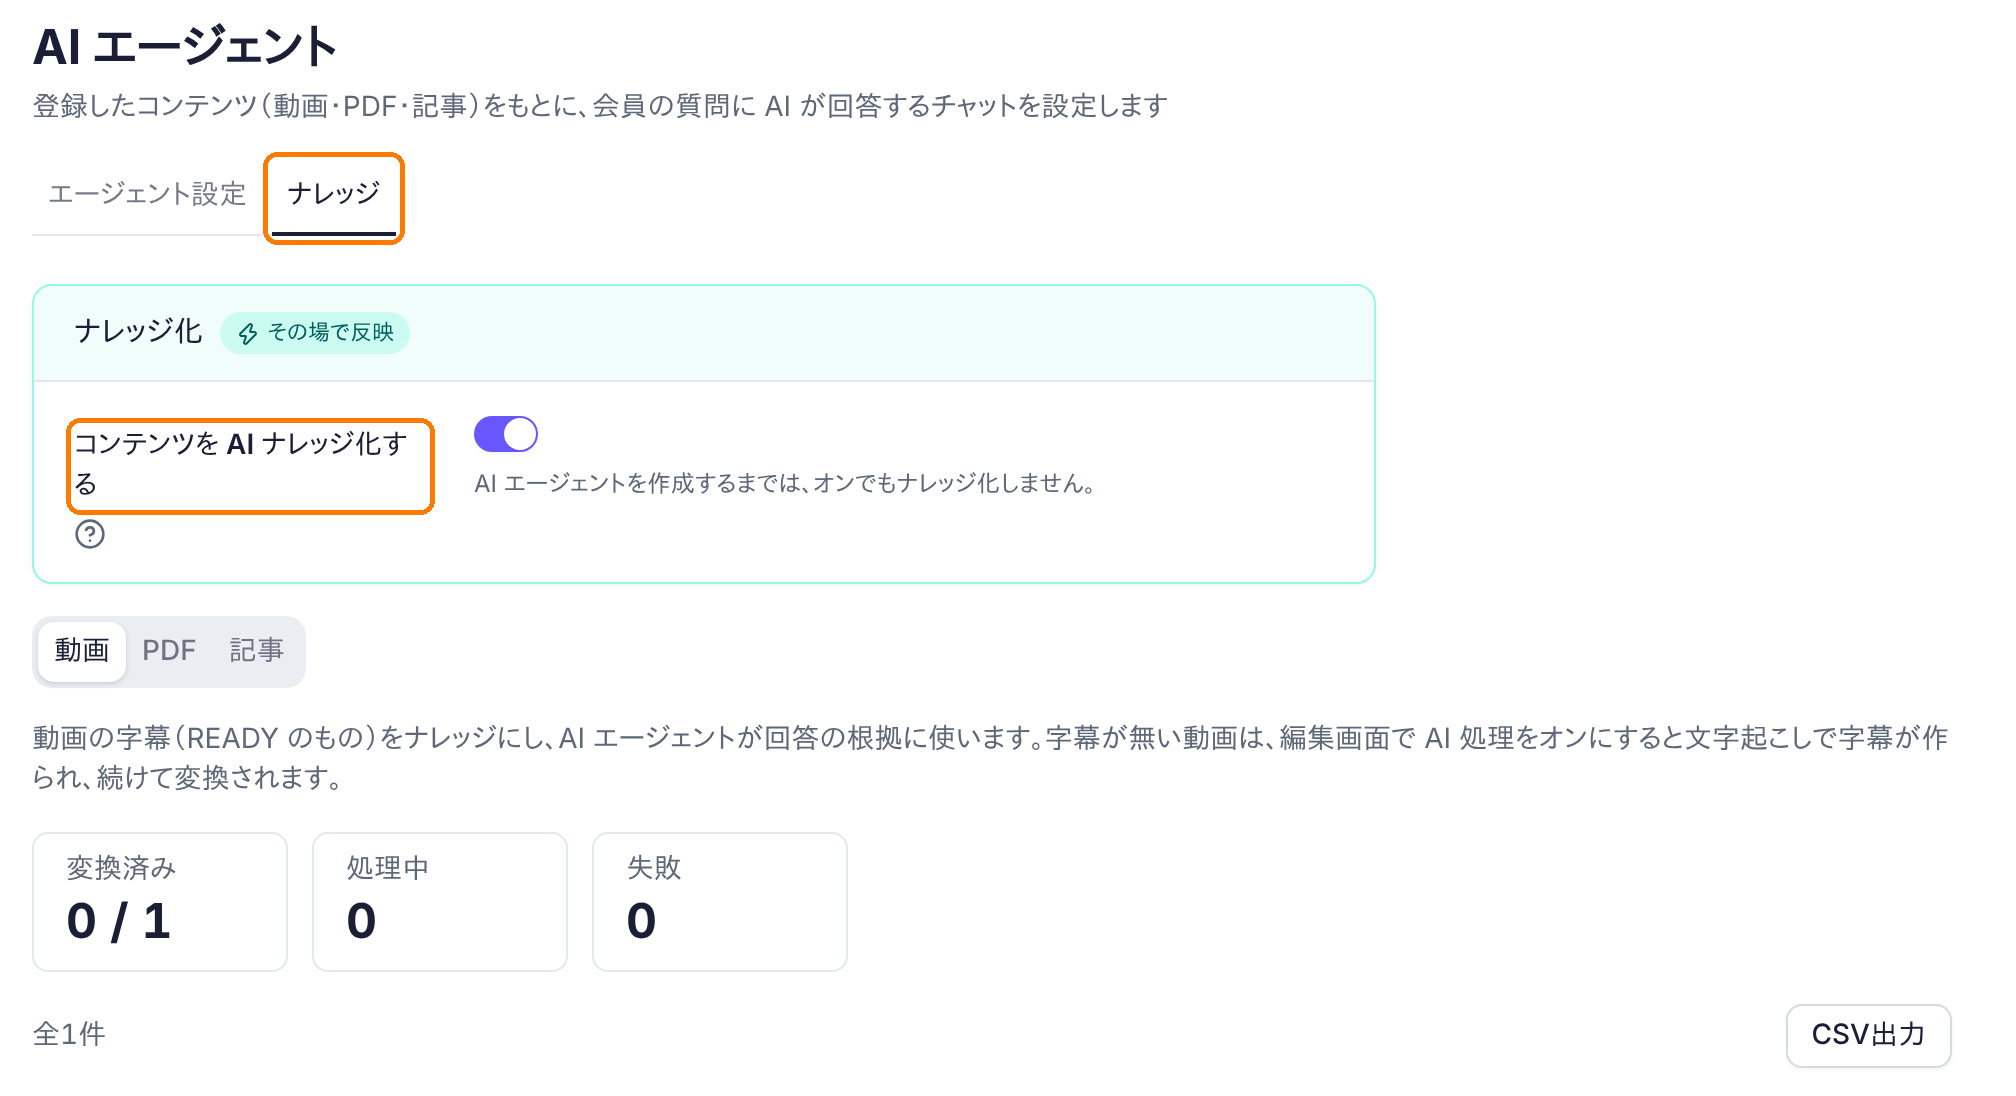 AI エージェント
登録したコンテンツ（動画・PDF・記事）をもとに、会員の質問に AI が回答するチャットを設定します
エージェント設定
ナレッジ
ナレッジ化
その場で反映
コンテンツを AI ナレッジ化す
る
AI エージェントを作成するまでは、オンでもナレッジ化しません。
動画
PDF
記事
動画の字幕（READY のもの）をナレッジにし、AI エージェントが回答の根拠に使います。字幕が無い動画は、編集画面で AI 処理をオンにすると文字起こしで字幕が作
られ、続けて変換されます。
変換済み
0 / 1
処理中
0
失敗
0
全1件
CSV出力